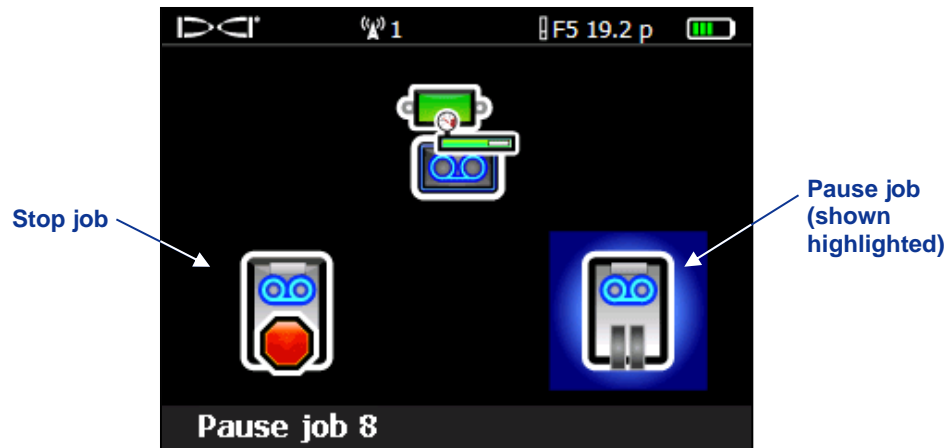 DCI
1
F5 19.2 p
Stop job
Pause job
(shown
highlighted)
Pause job 8